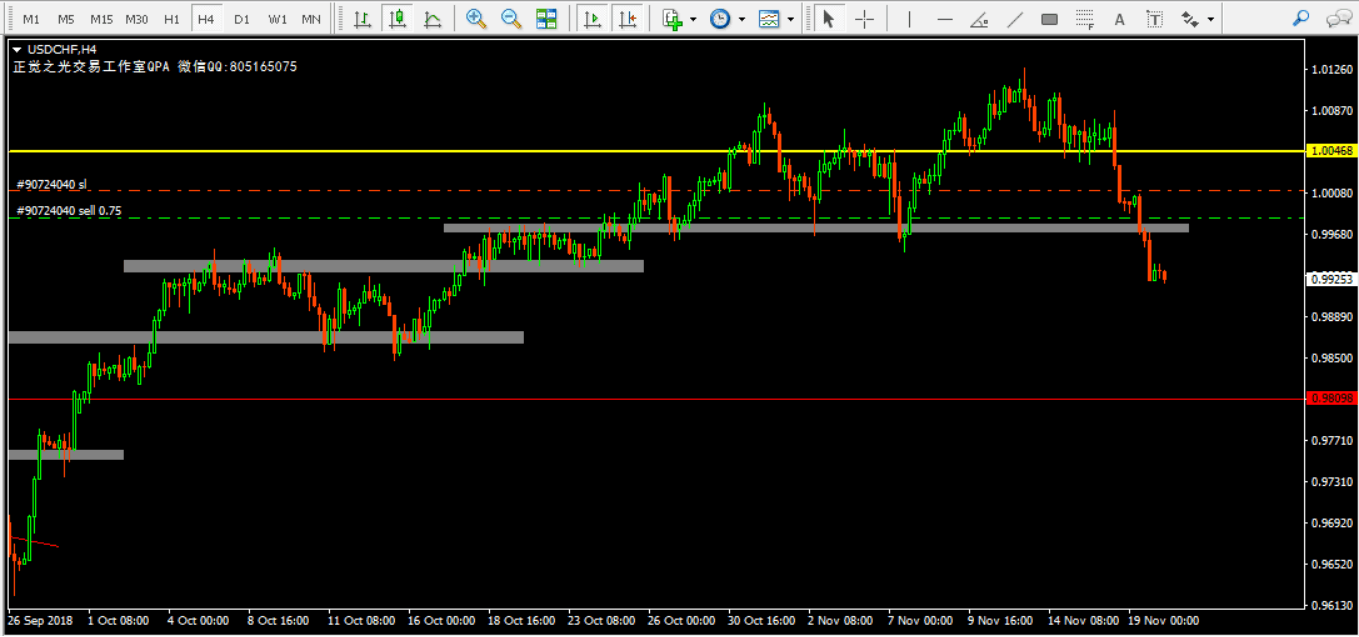 M1 M5 M15 M30 H1 H4 D1 W1 MN
A T
F
USDCHF,H4
正觉之光交易工作室QPA 微信QQ:805165075
1.01260
1.00870
1.00468
#90724040 sl
1.00080
#90724040 sell 0.75
0.99680
0.99253
0.98890
0.98500
0.98098
0.97710
0.97310
0.96920
0.96520
0.96130
26 Sep 2018 1 Oct 08:00 4 Oct 00:00 8 Oct 16:00 11 Oct 08:00 16 Oct 00:00 18 Oct 16:00 23 Oct 08:00 26 Oct 00:00 30 Oct 16:00 2 Nov 08:00 7 Nov 00:00 9 Nov 16:00 14 Nov 08:00 19 Nov 00:00